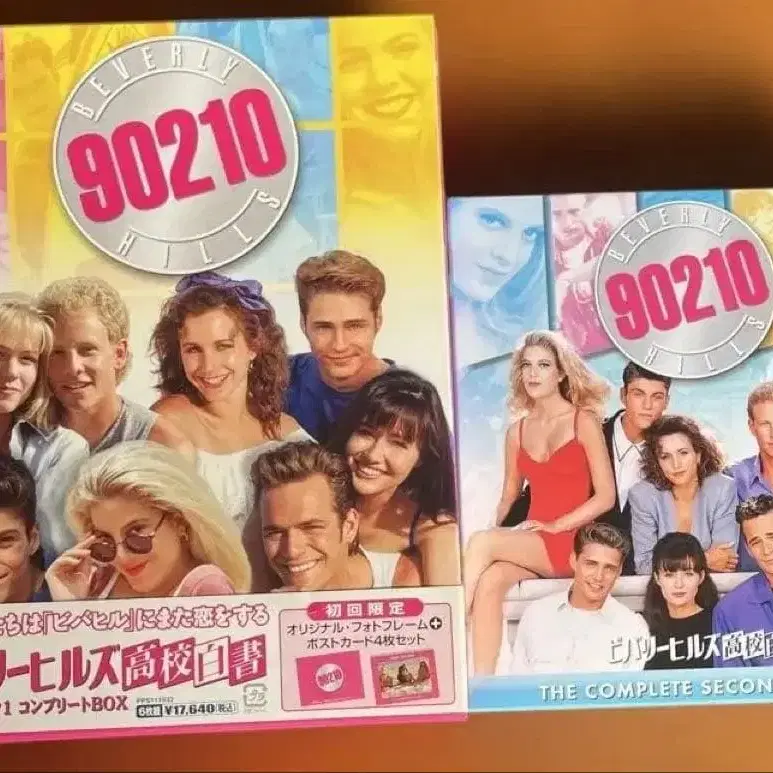 BEVERLY
90210
HILLS
ちは「ビバヒル」にまた恋をする
リーヒルズ高校白書
1 コンプリートBOX
初回限定
オリジナル・フォトフレーム+
ポストカード4枚セット
90210
6枚組 ¥17,640(税込)
BEVERLY
90210
HILLS
ビバリーヒルズ高校白
THE COMPLETE SECON